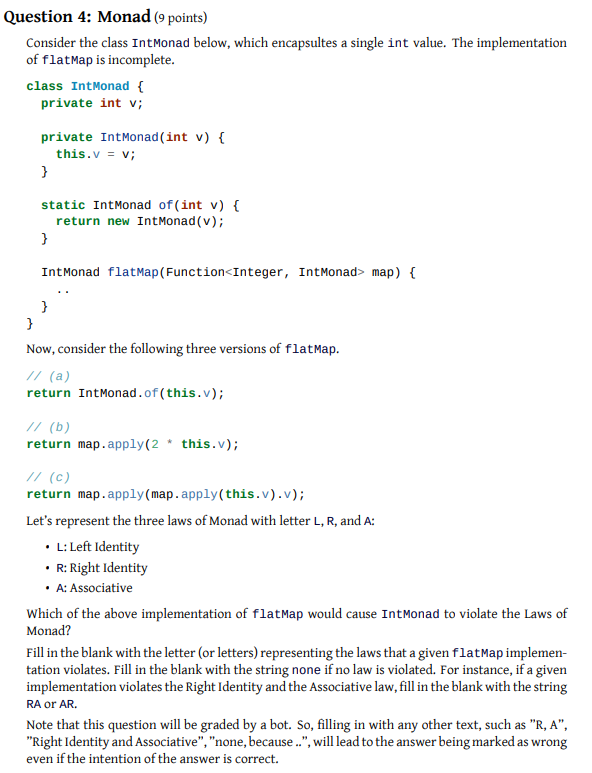 Question 4: Monad (9 points)
Consider the class IntMonad below, which encapsultes a single int value. The implementation
of flatMap is incomplete.
class IntMonad {
private int v;
private IntMonad(int v) {
this.v = v;
}
static IntMonad of(int v) {
return new IntMonad(v);
}
IntMonad flatMap(Function<Integer, IntMonad> map) {
..
}
}
Now, consider the following three versions of flatMap.
// (a)
return IntMonad.of(this.v);
// (b)
return map.apply(2 * this.v);
// (c)
return map.apply(map.apply(this.v).v);
Let's represent the three laws of Monad with letter L, R, and A:
• L: Left Identity
• R: Right Identity
• A: Associative
Which of the above implementation of flatMap would cause IntMonad to violate the Laws of
Monad?
Fill in the blank with the letter (or letters) representing the laws that a given flatMap implemen-
tation violates. Fill in the blank with the string none if no law is violated. For instance, if a given
implementation violates the Right Identity and the Associative law, fill in the blank with the string
RA or AR.
Note that this question will be graded by a bot. So, filling in with any other text, such as ”R, A”,
”Right Identity and Associative”, ”none, because ..”, will lead to the answer being marked as wrong
even if the intention of the answer is correct.